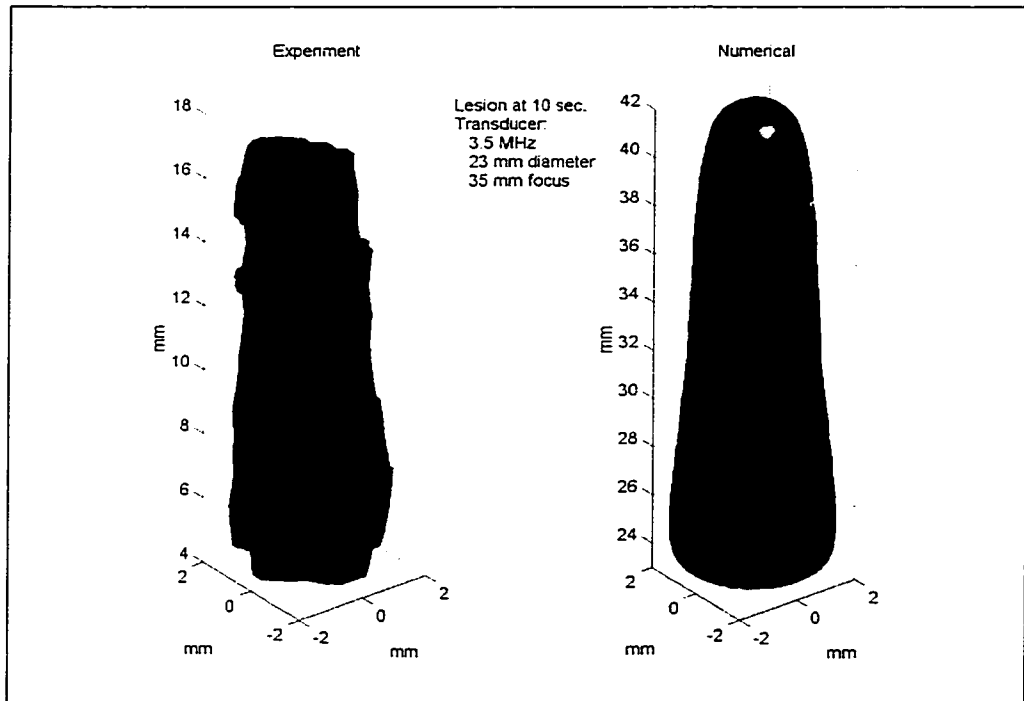 Experiment
Numerical
Lesion at 10 sec.
Transducer:
3.5 MHz
23 mm diameter
35 mm focus
18
16
14
12
10
8
6
4
mm
2
0
-2
mm
-2
0
2
mm
42
40
38
36
34
32
30
28
26
24
mm
2
0
-2
mm
-2
0
2
mm